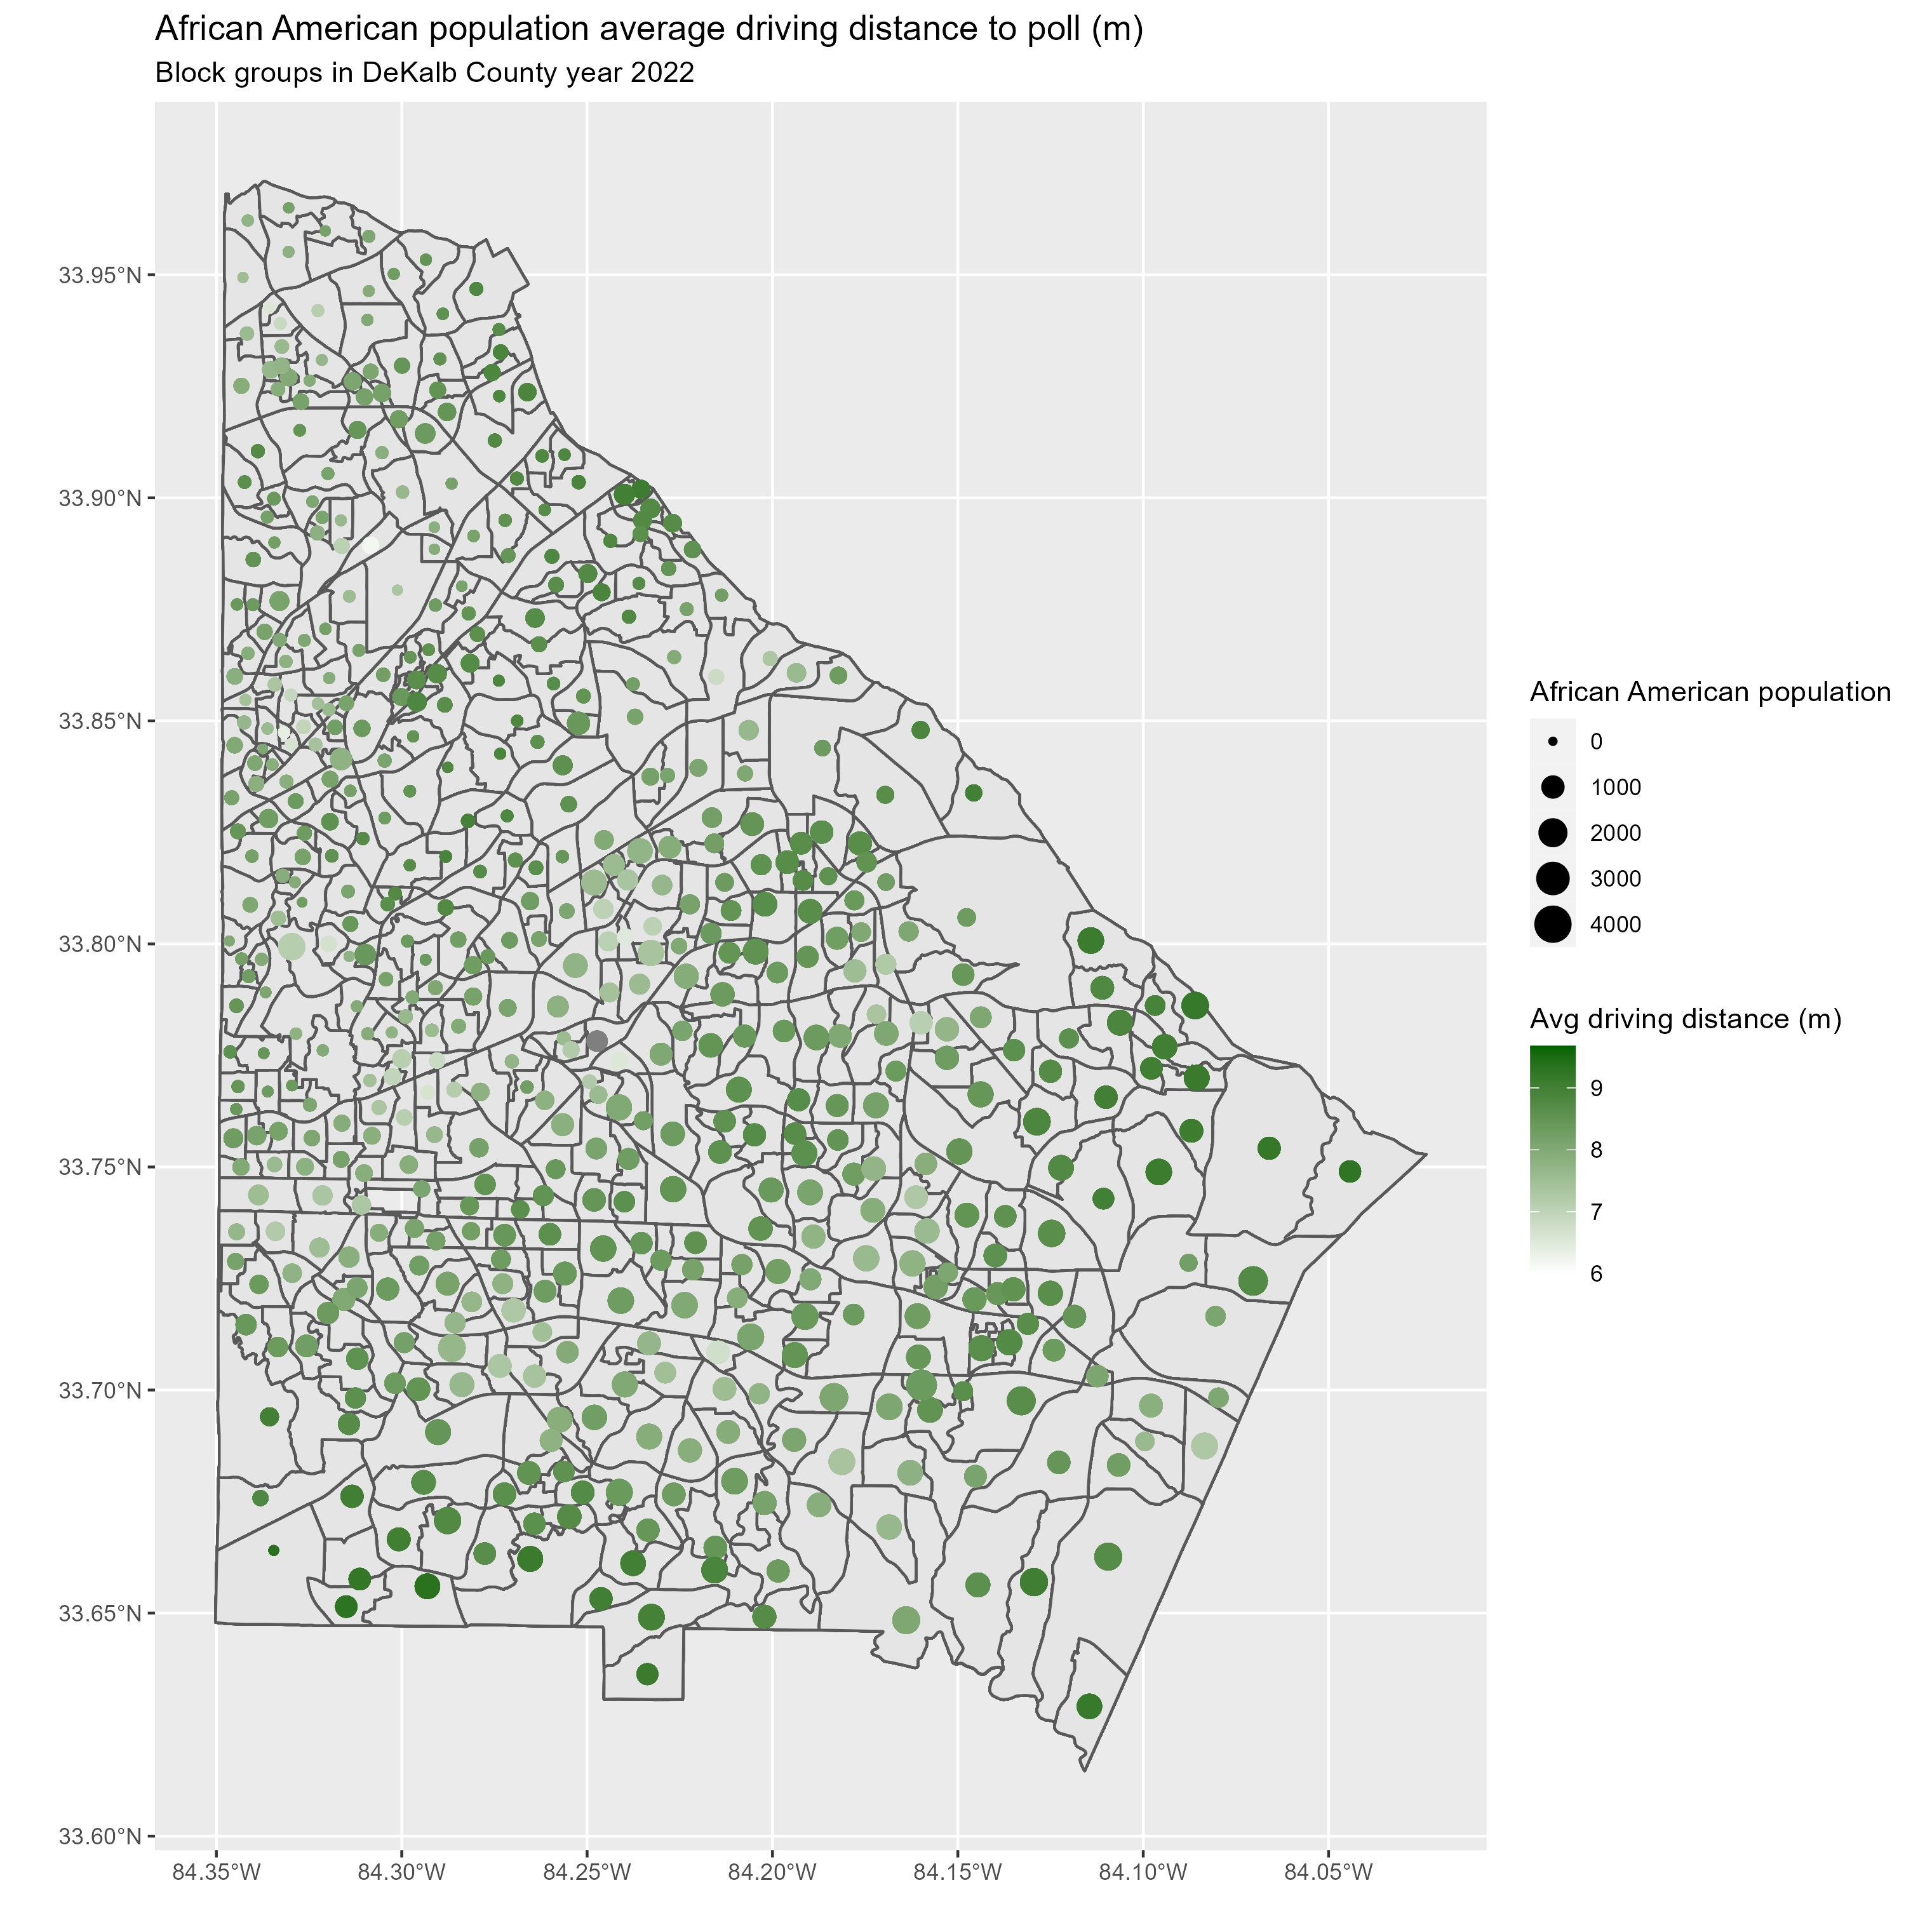 African American population average driving distance to poll (m)
Block groups in DeKalb County year 2022
33.95°N
33.90°N
33.85°N
33.80°N
33.75°N
33.70°N
33.65°N
33.60°N
84.35°W
84.30°W
84.25°W
84.20°W
84.15°W
84.10°W
84.05°W
African American population
0
1000
2000
3000
4000
Avg driving distance (m)
9
8
7
6